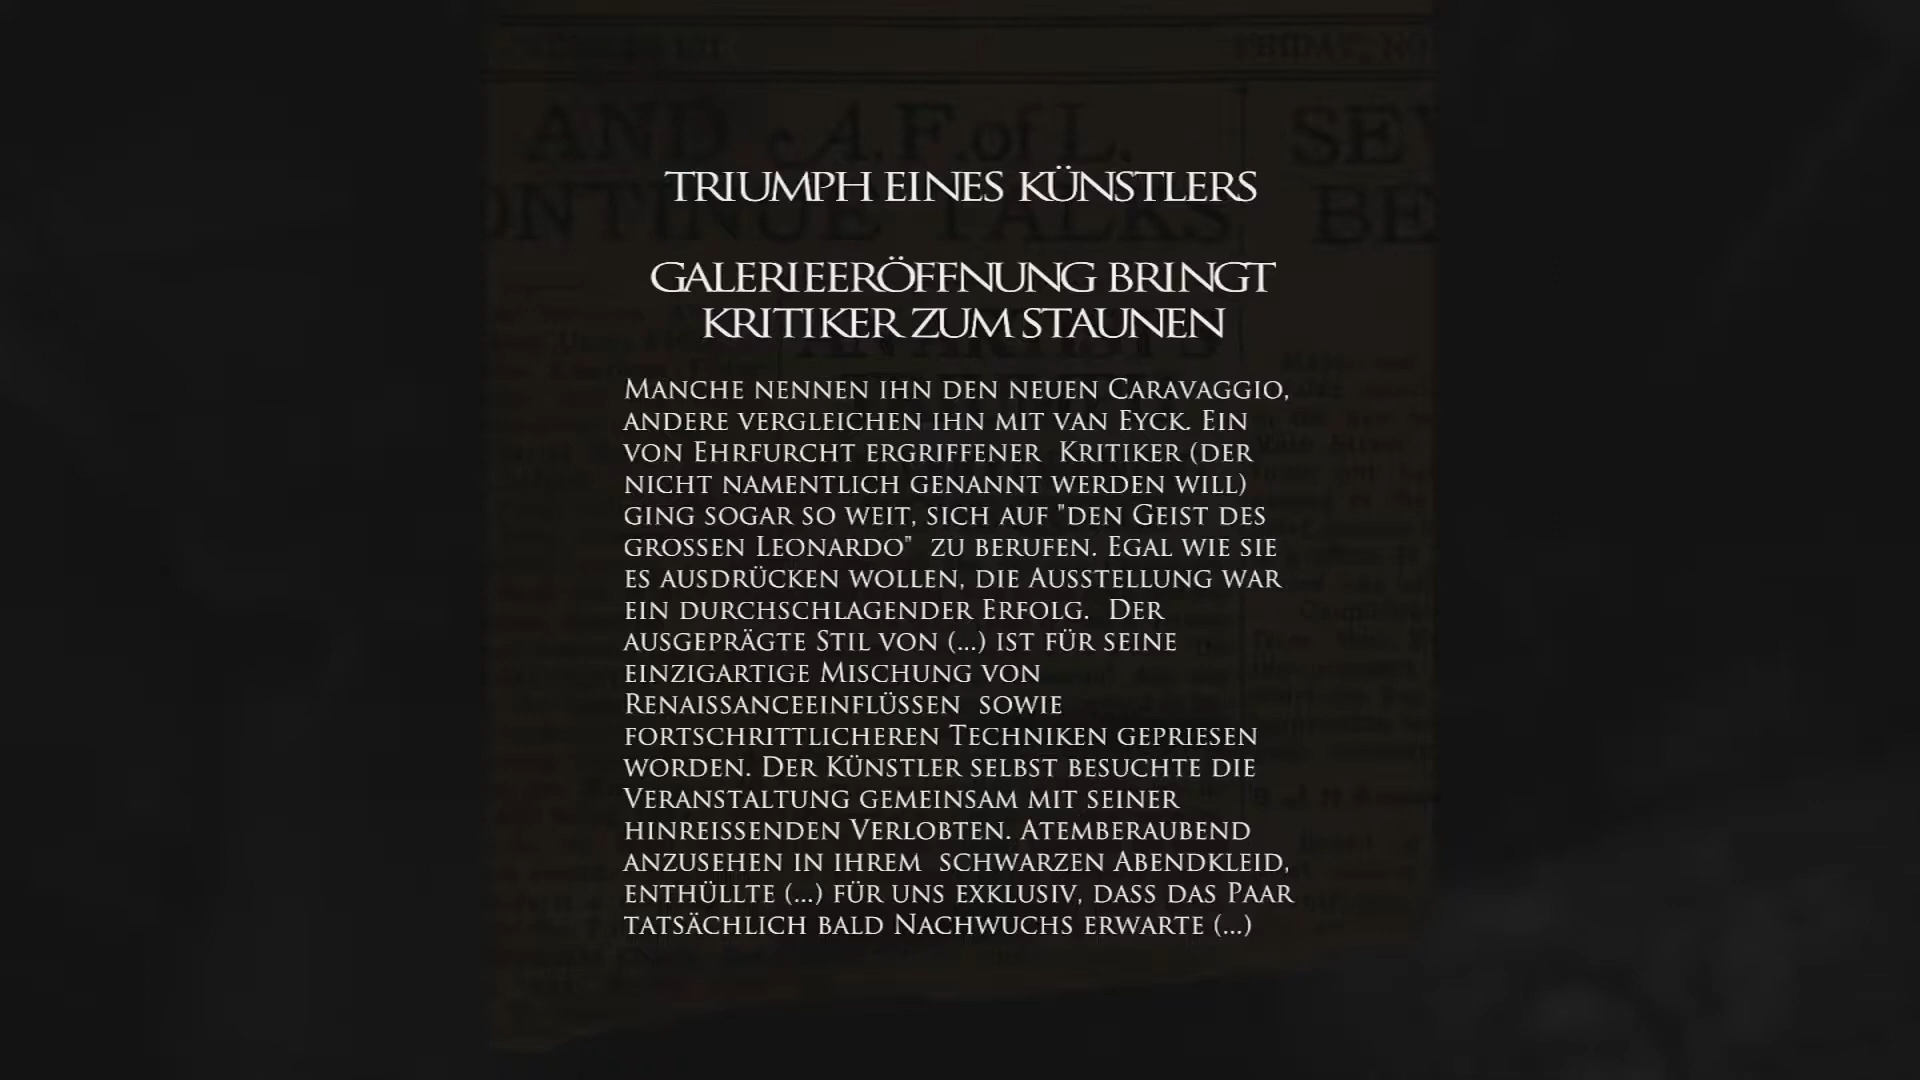 AND A.F. of L.
CONTINUE TALKS
TRIUMPH EINES KÜNSTLERS
GALERIEERÖFFNUNG BRINGT
KRITIKER ZUM STAUNEN
Manche nennen ihn den neuen Caravaggio,
andere vergleichen ihn mit van Eyck. Ein
von Ehrfurcht ergriffener Kritiker (der
nicht namentlich genannt werden will)
ging sogar so weit, sich auf "den Geist des
grossen Leonardo" zu berufen. Egal wie sie
es ausdrücken wollen, die Ausstellung war
ein durchschlagender Erfolg. Der
ausgeprägte Stil von (...) ist für seine
einzigartige Mischung von
Renaissanceeinflüssen sowie
fortschrittlicheren Techniken gepriesen
worden. Der Künstler selbst besuchte die
Veranstaltung gemeinsam mit seiner
hinreissenden Verlobten. Atemberaubend
anzusehen in ihrem schwarzen Abendkleid,
enthüllte (...) für uns exklusiv, dass das Paar
tatsächlich bald Nachwuchs erwarte (...)